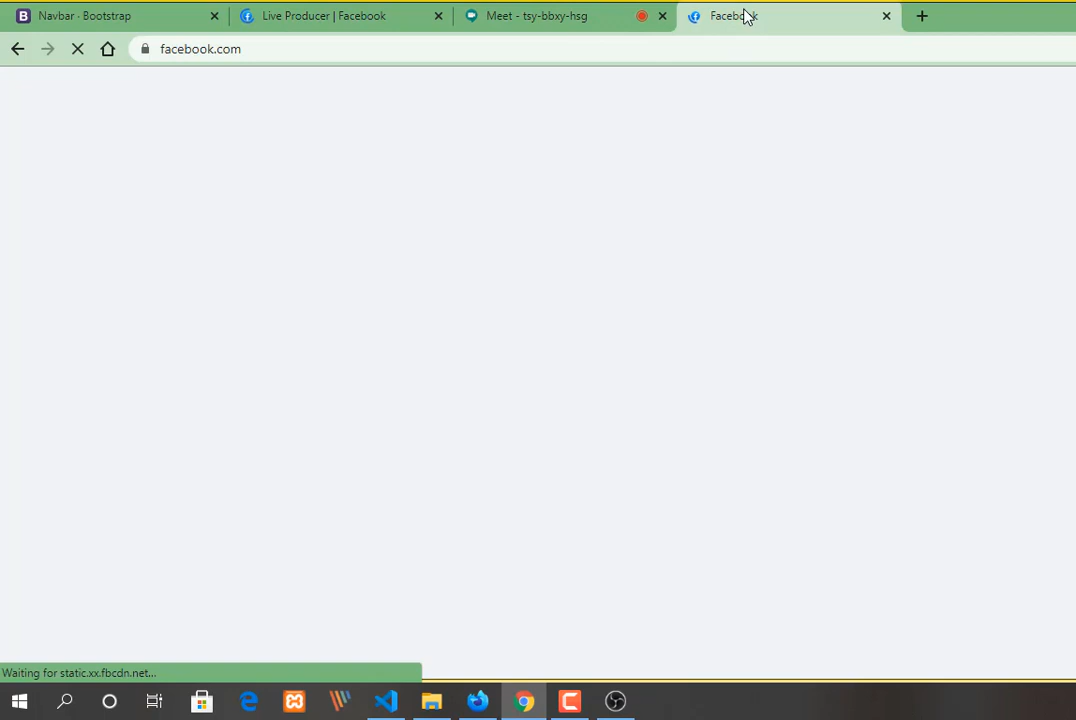 Navbar · Bootstrap
Live Producer | Facebook
Meet - tsy-bbxy-hsg
Facebook
facebook.com
Waiting for static.xx.fbcdn.net...